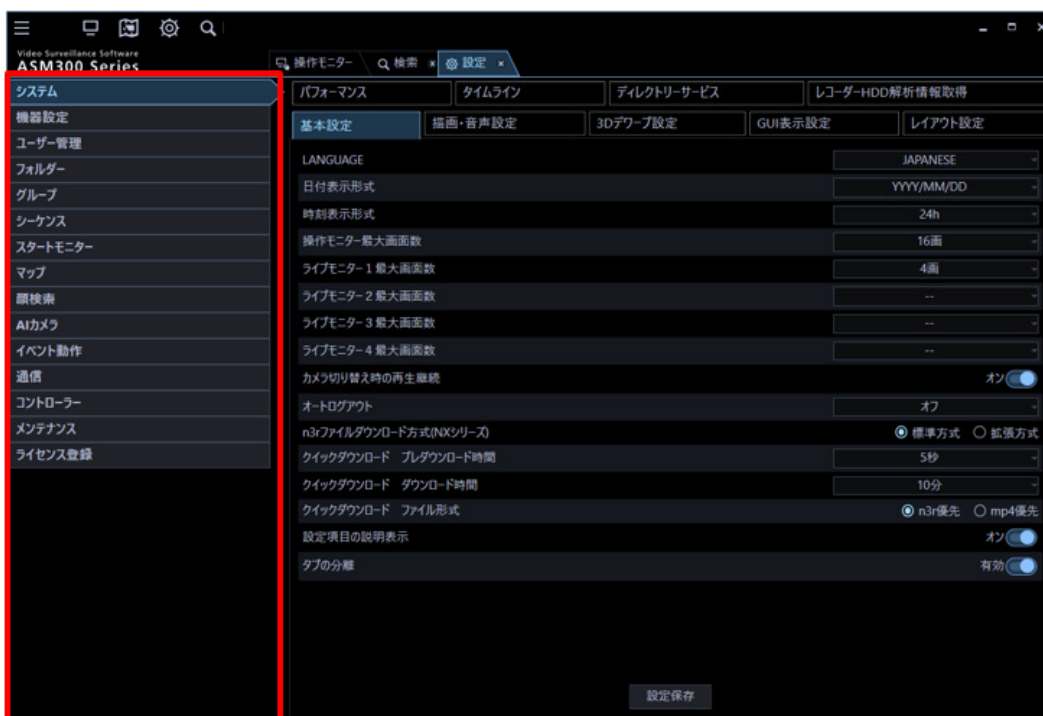 Video Surveillance Software
ASM300 Series
操作モニター 検索 × 設定 ×
システム
機器設定
ユーザー管理
フォルダー
グループ
シーケンス
スタートモニター
マップ
顔検索
AIカメラ
イベント動作
通信
コントローラー
メンテナンス
ライセンス登録
パフォーマンス タイムライン ディレクトリーサービス レコーダーHDD解析情報取得
基本設定 描画・音声設定 3Dデワープ設定 GUI表示設定 レイアウト設定
LANGUAGE JAPANESE
日付表示形式 YYYY/MM/DD
時刻表示形式 24h
操作モニター最大画面数 16画
ライブモニター1最大画面数 4画
ライブモニター2最大画面数 --
ライブモニター3最大画面数 --
ライブモニター4最大画面数 --
カメラ切り替え時の再生継続 オン
オートログアウト オフ
n3rファイルダウンロード方式(NXシリーズ) 標準方式 拡張方式
クイックダウンロード プレダウンロード時間 5秒
クイックダウンロード ダウンロード時間 10分
クイックダウンロード ファイル形式 n3r優先 mp4優先
設定項目の説明表示 オン
タブの分離 有効
設定保存